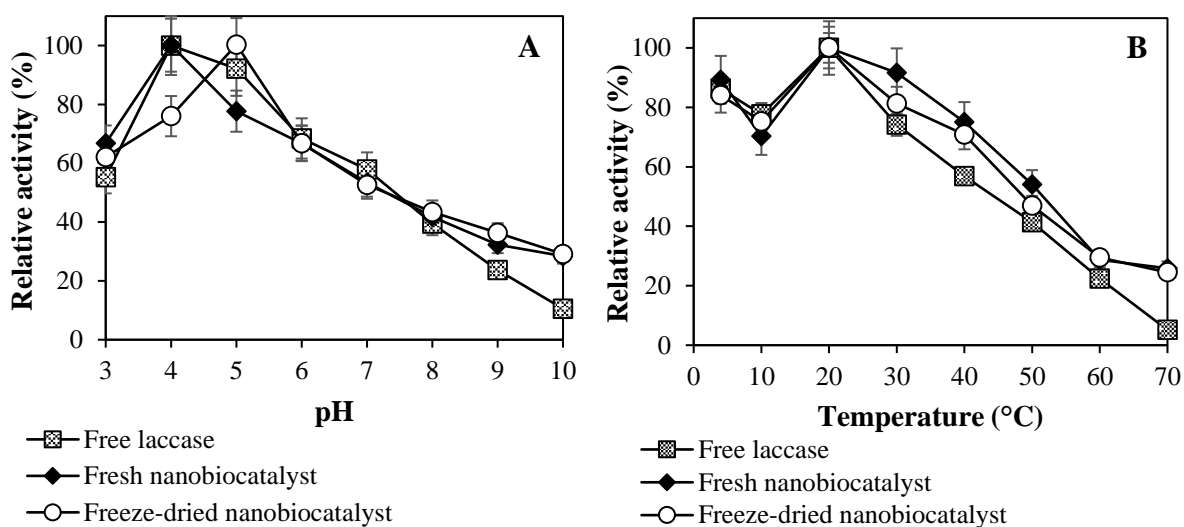 A
Relative activity (%)
100
80
60
40
20
0
3 4 5 6 7 8 9 10
pH
Free laccase
Fresh nanobiocatalyst
Freeze-dried nanobiocatalyst
B
Relative activity (%)
100
80
60
40
20
0
0 10 20 30 40 50 60 70
Temperature (°C)
Free laccase
Fresh nanobiocatalyst
Freeze-dried nanobiocatalyst